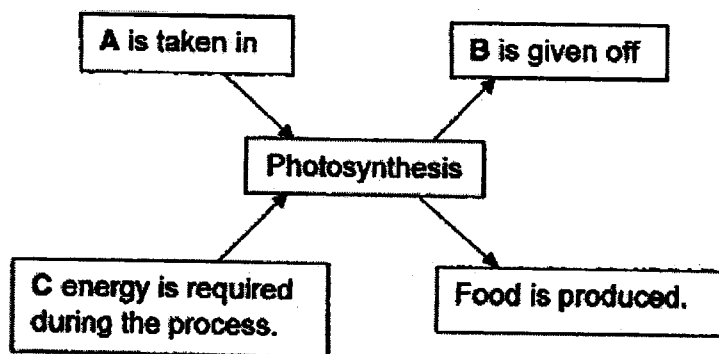 A is taken in
B is given off
Photosynthesis
C energy is required
during the process.
Food is produced.